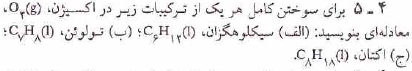 ۴ ـ ۵ برای سوختن کامل هر یک از ترکیبات زیر در اکسیژن، O₂(g)،
معادله‌ای بنویسید: (الف) سیکلوهگزان، C₆H₁₂(l)؛ (ب) تولوئن، C₇H₈(l)؛
(ج) اکتان، C₈H₁₈(l).